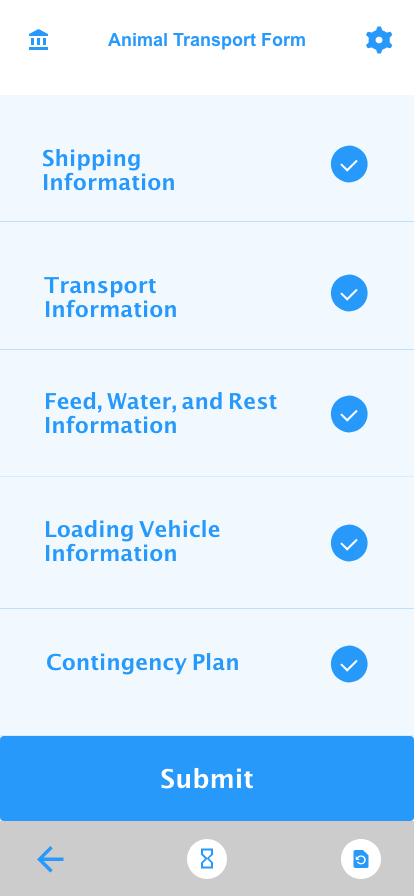 Animal Transport Form
Shipping
Information
Transport
Information
Feed, Water, and Rest
Information
Loading Vehicle
Information
Contingency Plan
Submit